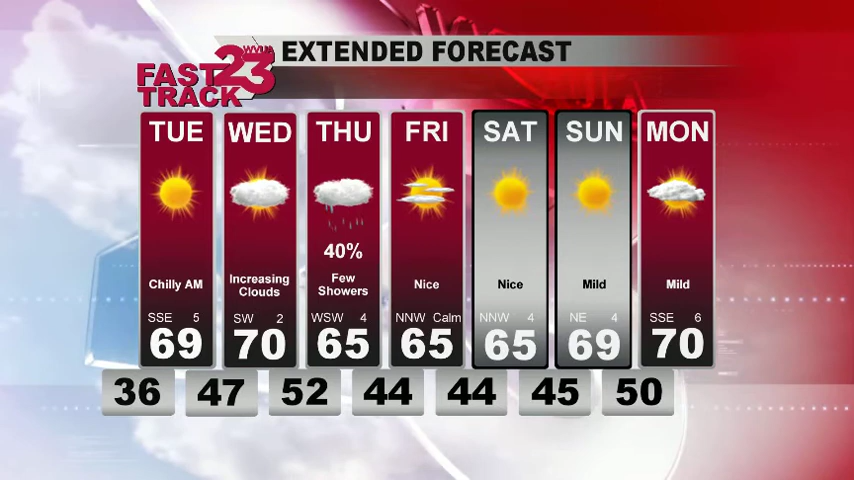 WVUA
23
FAST
TRACK
EXTENDED FORECAST
TUE WED THU FRI SAT SUN MON
40%
Chilly AM
Increasing
Clouds
Few
Showers
Nice
Nice
Mild
Mild
SSE 5 SW 2 WSW 4 NNW Calm NNW 4 NE 4 SSE 6
69 70 65 65 65 69 70
36 47 52 44 44 45 50